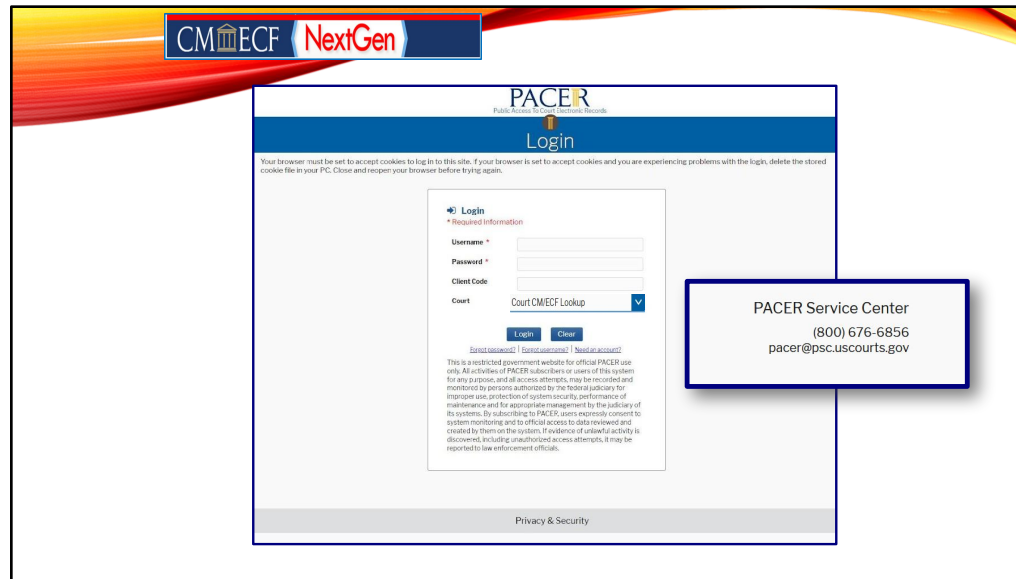 CM ECF NextGen
PACER
Public Access To Court Electronic Records
Login
Your browser must be set to accept cookies to log in to this site. If your browser is set to accept cookies and you are experiencing problems with the login, delete the stored
cookie file in your PC. Close and reopen your browser before trying again.
Login
* Required Information
Username *
Password *
Client Code
Court Court CM/ECF Lookup
Login Clear
Forgot password? | Forgot username? | Need an account?
This is a restricted government website for official PACER use
only. All activities of PACER subscribers or users of this system
for any purpose, and all access attempts, may be recorded and
monitored by persons authorized by the federal judiciary for
improper use, protection of system security, performance of
maintenance and for appropriate management by the judiciary of
its systems. By subscribing to PACER, users expressly consent to
system monitoring and to official access to data reviewed and
created by them on the system. If evidence of unlawful activity is
discovered, including unauthorized access attempts, it may be
reported to law enforcement officials.
PACER Service Center
(800) 676-6856
pacer@psc.uscourts.gov
Privacy & Security